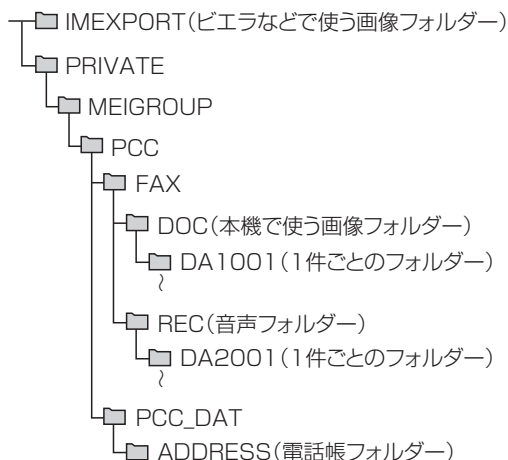 IMEXPORT(ビエラなどで使う画像フォルダー)
PRIVATE
MEIGROUP
PCC
FAX
DOC(本機で使う画像フォルダー)
DA1001(1件ごとのフォルダー)
~
REC(音声フォルダー)
DA2001(1件ごとのフォルダー)
~
PCC_DAT
ADDRESS(電話帳フォルダー)